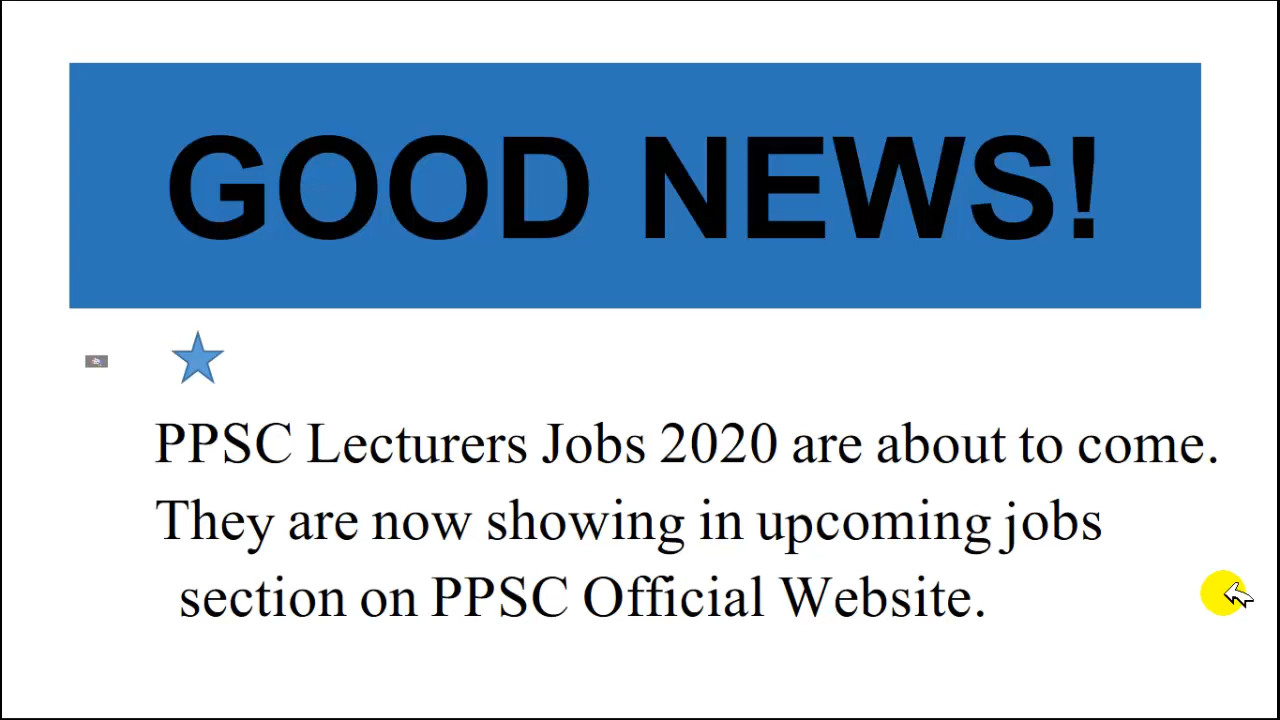 GOOD NEWS!
PPSC Lecturers Jobs 2020 are about to come.
They are now showing in upcoming jobs
section on PPSC Official Website.